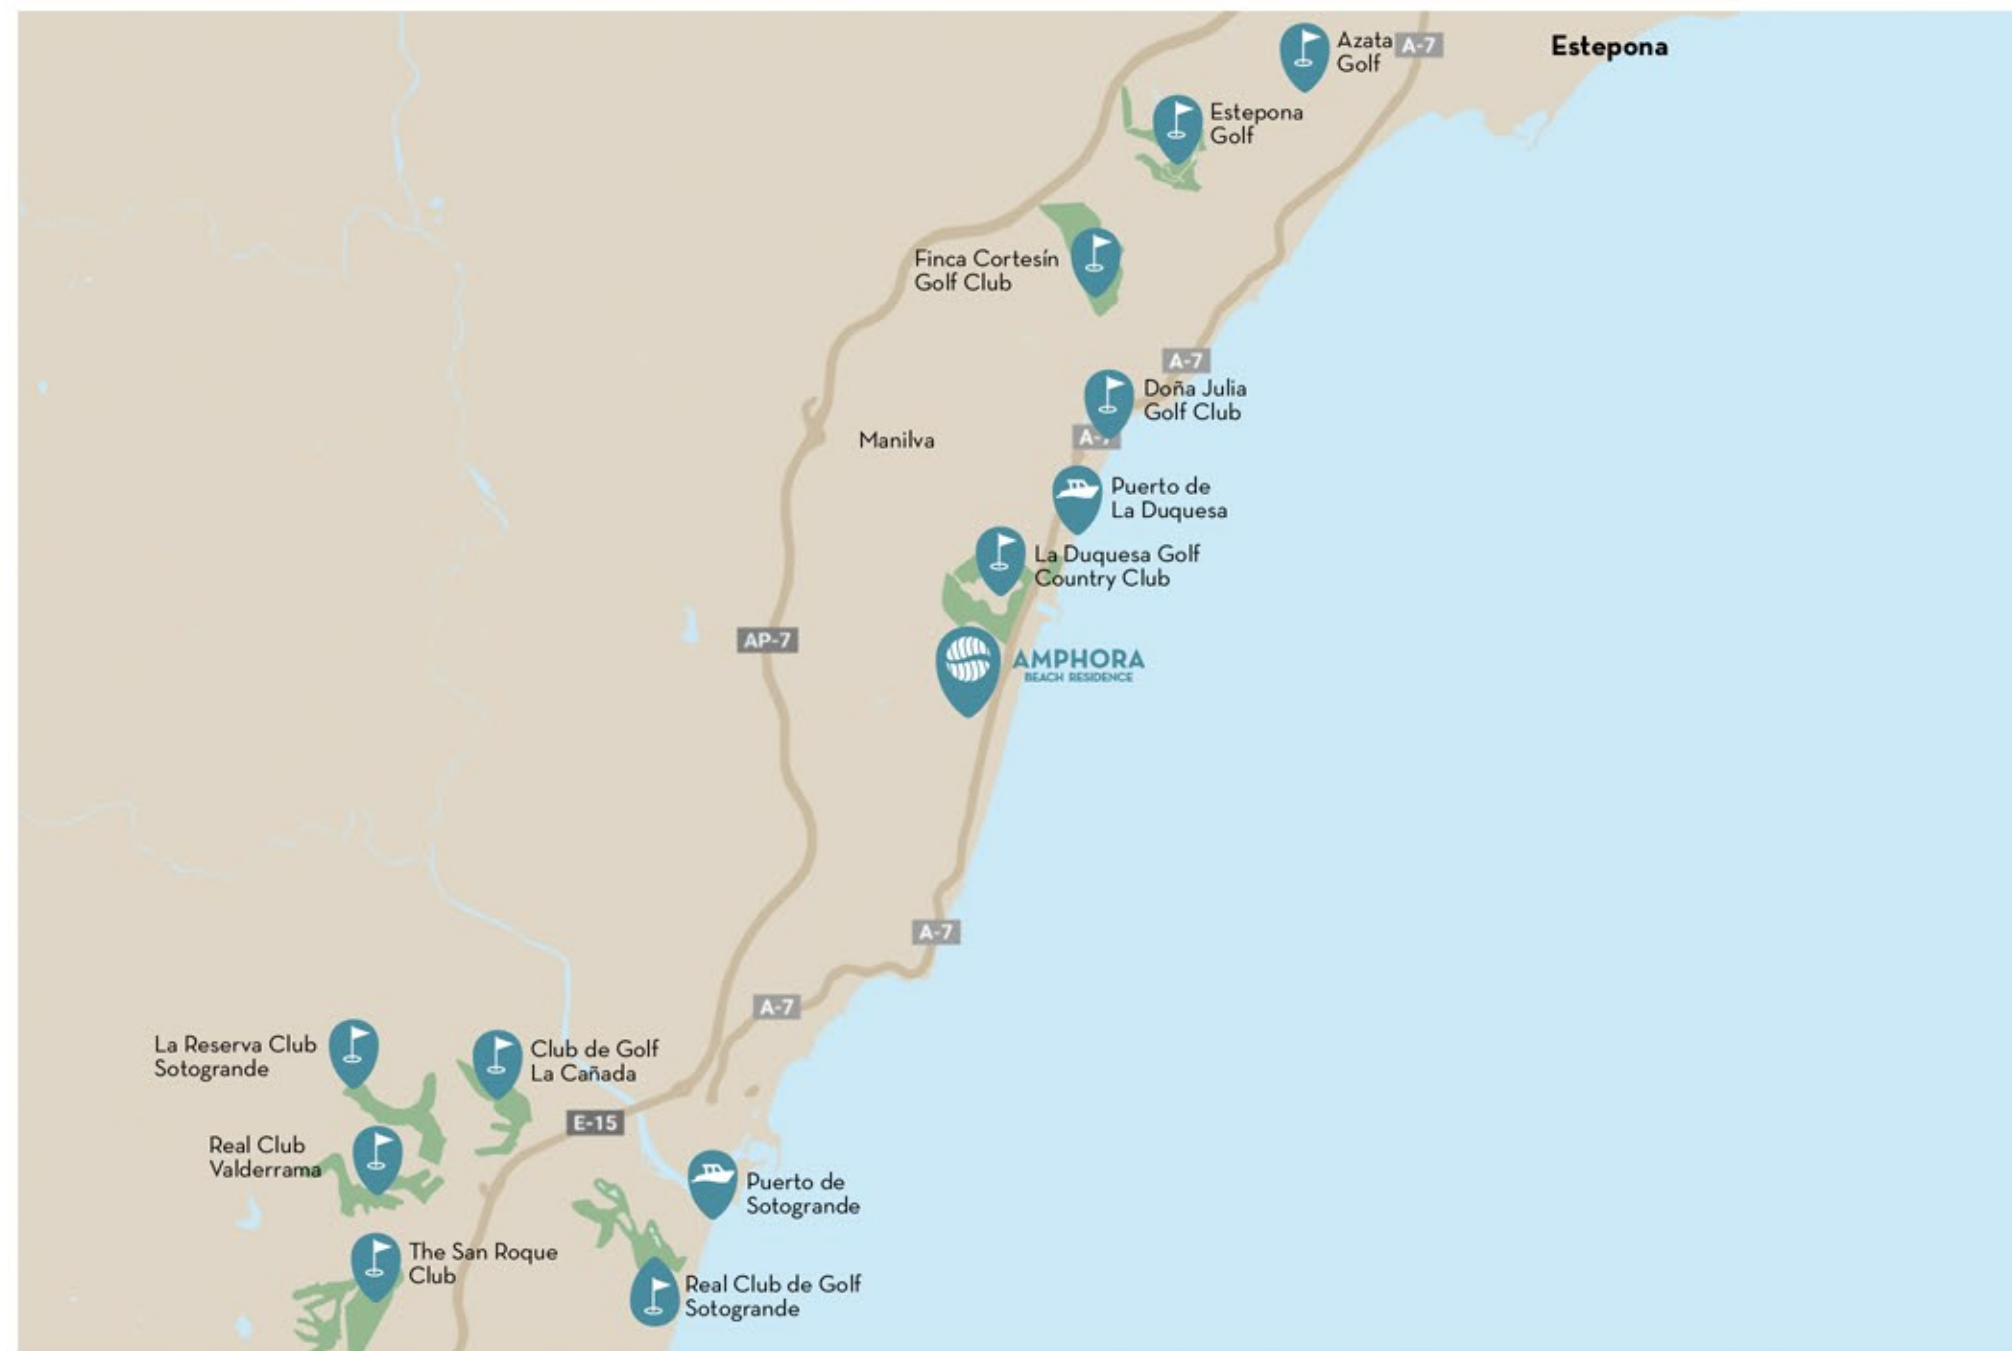 Azata
Golf
A-7
Estepona
Estepona
Golf
Finca Cortesín
Golf Club
A-7
Doña Julia
Golf Club
A-7
Manilva
Puerto de
La Duquesa
La Duquesa Golf
Country Club
AP-7
AMPHORA
BEACH RESIDENCE
A-7
A-7
La Reserva Club
Sotogrande
Club de Golf
La Cañada
E-15
Real Club
Valderrama
Puerto de
Sotogrande
The San Roque
Club
Real Club de Golf
Sotogrande